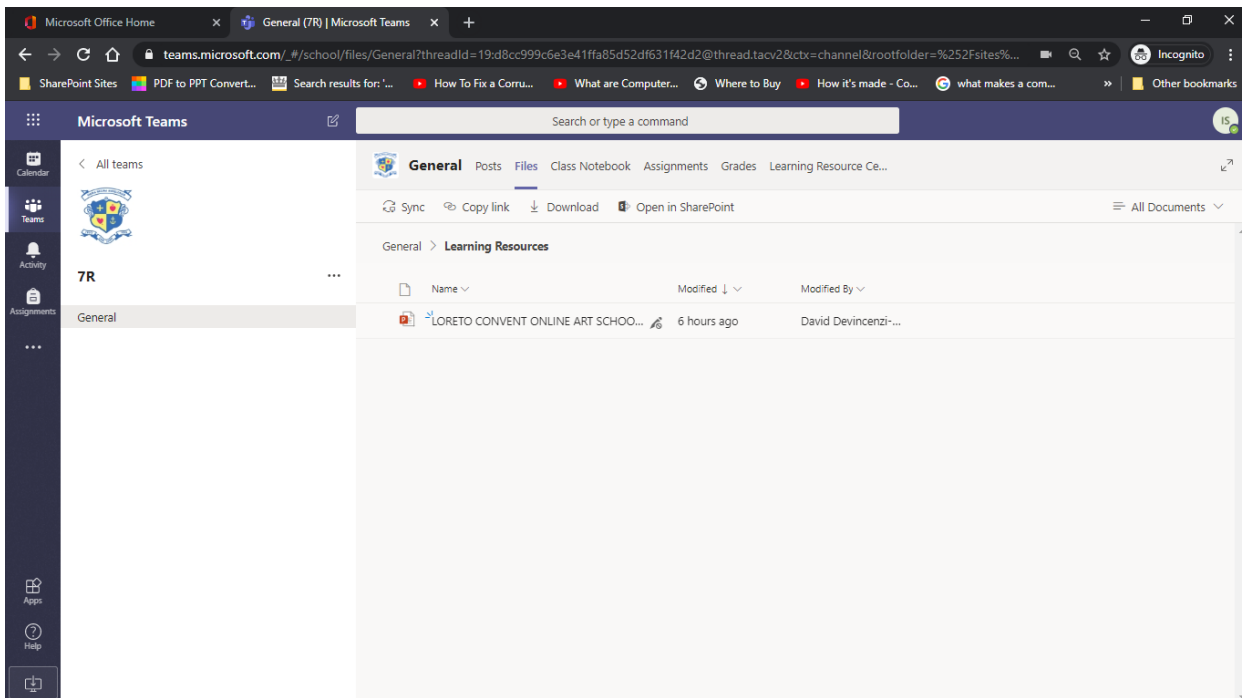 Microsoft Office Home
General (7R) | Microsoft Teams
teams.microsoft.com/_#/school/files/General?threadId=19:d8cc999c6e3e41ffa85d52df631f42d2@thread.tacv2&ctx=channel&rootfolder=%252Fsites%...
Incognito
SharePoint Sites PDF to PPT Convert... Search results for: '... How To Fix a Corru... What are Computer... Where to Buy How it's made - Co... what makes a com... » Other bookmarks
Microsoft Teams
Search or type a command
IS
Calendar
Teams
Activity
Assignments
Apps
Help
< All teams
7R
General
General Posts Files Class Notebook Assignments Grades Learning Resource Ce...
Sync Copy link Download Open in SharePoint All Documents
General > Learning Resources
Name Modified ↓ Modified By
LORETO CONVENT ONLINE ART SCHOO... 6 hours ago David Devincenzi-...